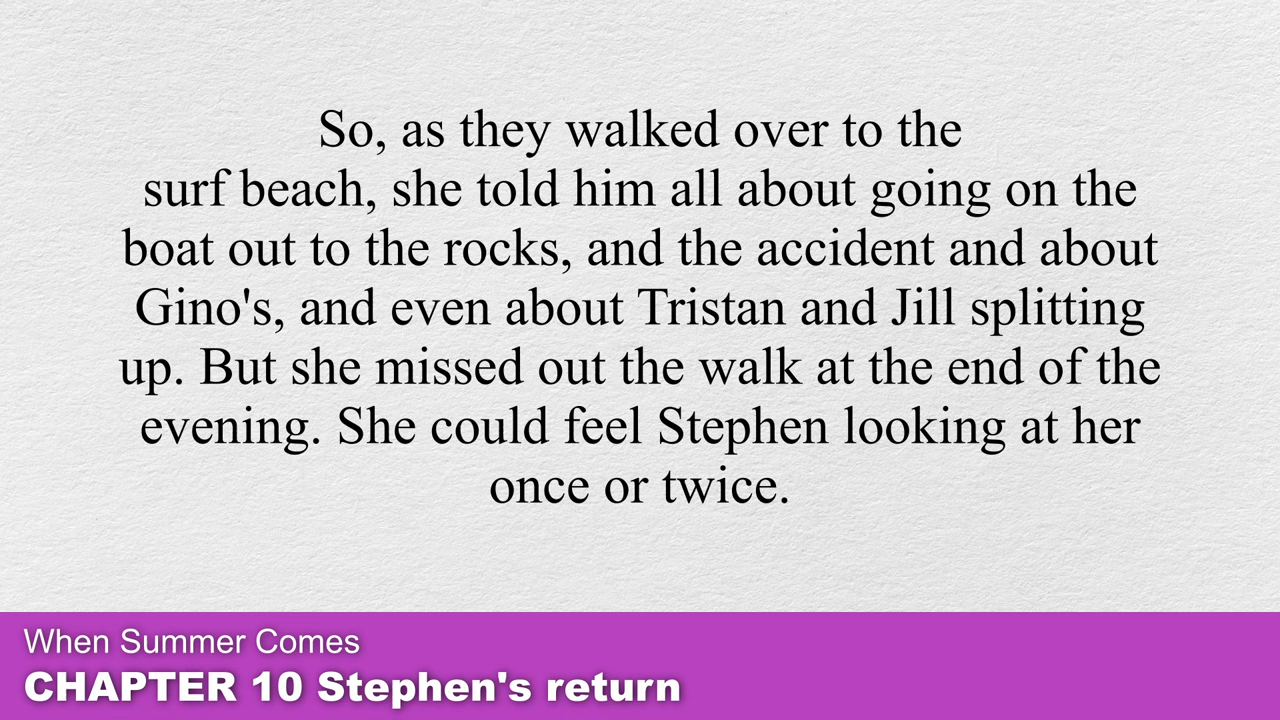 So, as they walked over to the
surf beach, she told him all about going on the
boat out to the rocks, and the accident and about
Gino's, and even about Tristan and Jill splitting
up. But she missed out the walk at the end of the
evening. She could feel Stephen looking at her
once or twice.
When Summer Comes
CHAPTER 10 Stephen's return